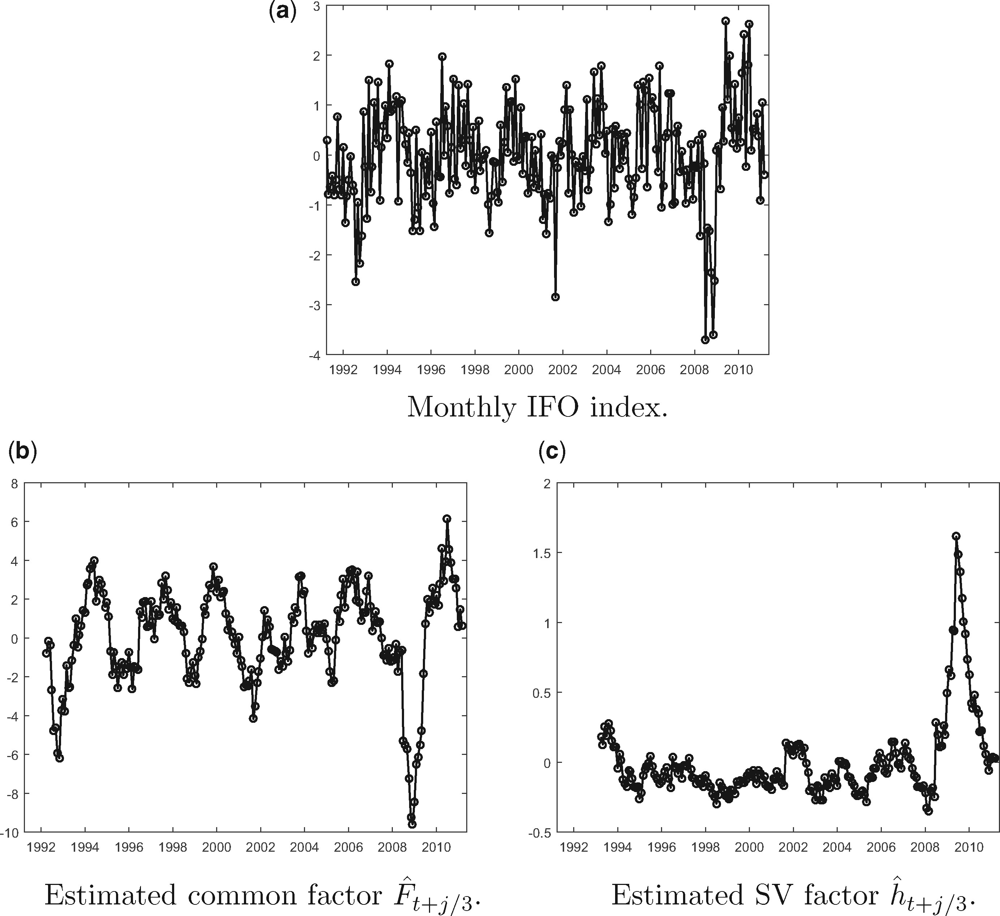 (a)
3
2
1
0
-1
-2
-3
-4
1992 1994 1996 1998 2000 2002 2004 2006 2008 2010
Monthly IFO index.
(b)
8
6
4
2
0
-2
-4
-6
-8
-10
1992 1994 1996 1998 2000 2002 2004 2006 2008 2010
Estimated common factor F̂_{t+j/3}.
(c)
2
1.5
1
0.5
0
-0.5
1992 1994 1996 1998 2000 2002 2004 2006 2008 2010
Estimated SV factor ĥ_{t+j/3}.